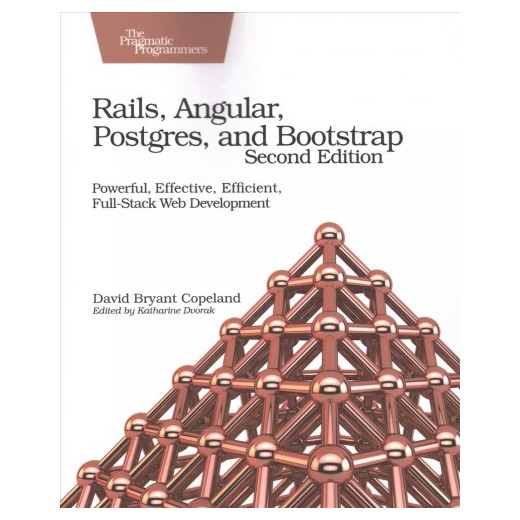 The
Pragmatic
Programmers
Rails, Angular,
Postgres, and Bootstrap
Second Edition
Powerful, Effective, Efficient,
Full-Stack Web Development
David Bryant Copeland
Edited by Katharine Dvorak